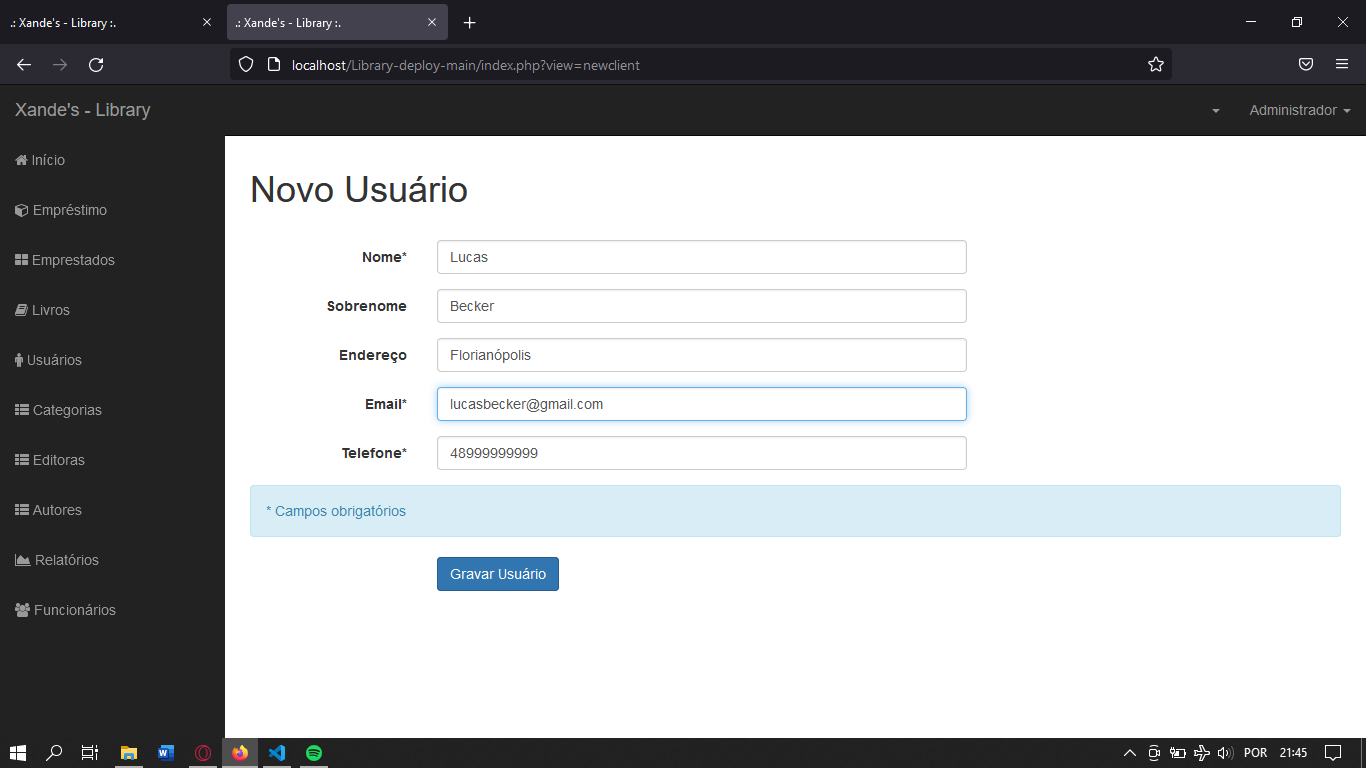 .: Xande's - Library :.
.: Xande's - Library :.
localhost/Library-deploy-main/index.php?view=newclient
Xande's - Library
Administrador
Início
Empréstimo
Emprestados
Livros
Usuários
Categorias
Editoras
Autores
Relatórios
Funcionários
Novo Usuário
Nome* Lucas
Sobrenome Becker
Endereço Florianópolis
Email* lucasbecker@gmail.com
Telefone* 48999999999
* Campos obrigatórios
Gravar Usuário
POR 21:45